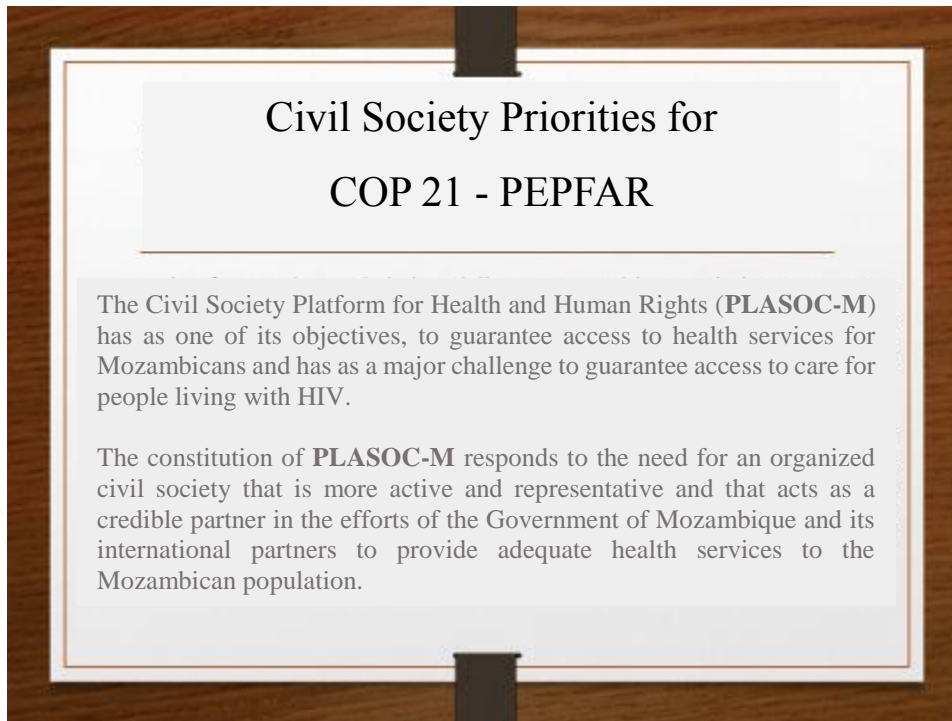 Civil Society Priorities for
COP 21 - PEPFAR
The Civil Society Platform for Health and Human Rights (PLASOC-M)
has as one of its objectives, to guarantee access to health services for
Mozambicans and has as a major challenge to guarantee access to care for
people living with HIV.
The constitution of PLASOC-M responds to the need for an organized
civil society that is more active and representative and that acts as a
credible partner in the efforts of the Government of Mozambique and its
international partners to provide adequate health services to the
Mozambican population.